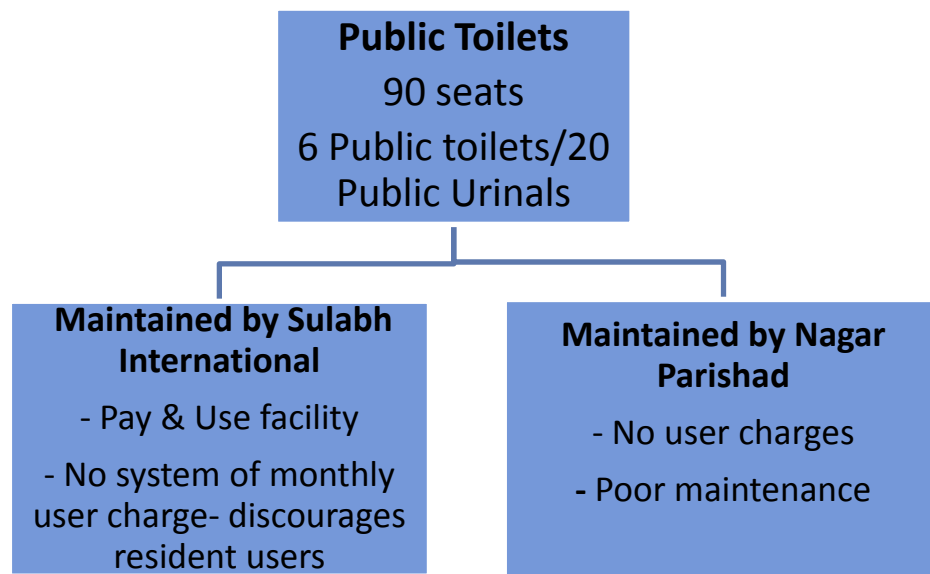 Public Toilets
90 seats
6 Public toilets/20
Public Urinals
Maintained by Sulabh
International
- Pay & Use facility
- No system of monthly
user charge- discourages
resident users
Maintained by Nagar
Parishad
- No user charges
- Poor maintenance